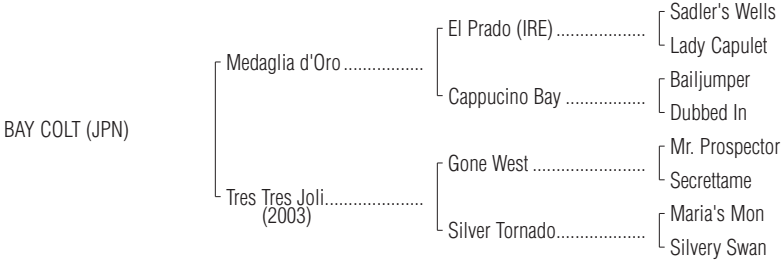 Sadler's Wells
El Prado (IRE)....................
Lady Capulet
Medaglia d'Oro.................
Bailjumper
Cappucino Bay.................
Dubbed In
BAY COLT (JPN)
Mr. Prospector
Gone West.........................
Secrettame
Tres Tres Joli.....................
(2003)
Maria's Mon
Silver Tornado...................
Silvery Swan